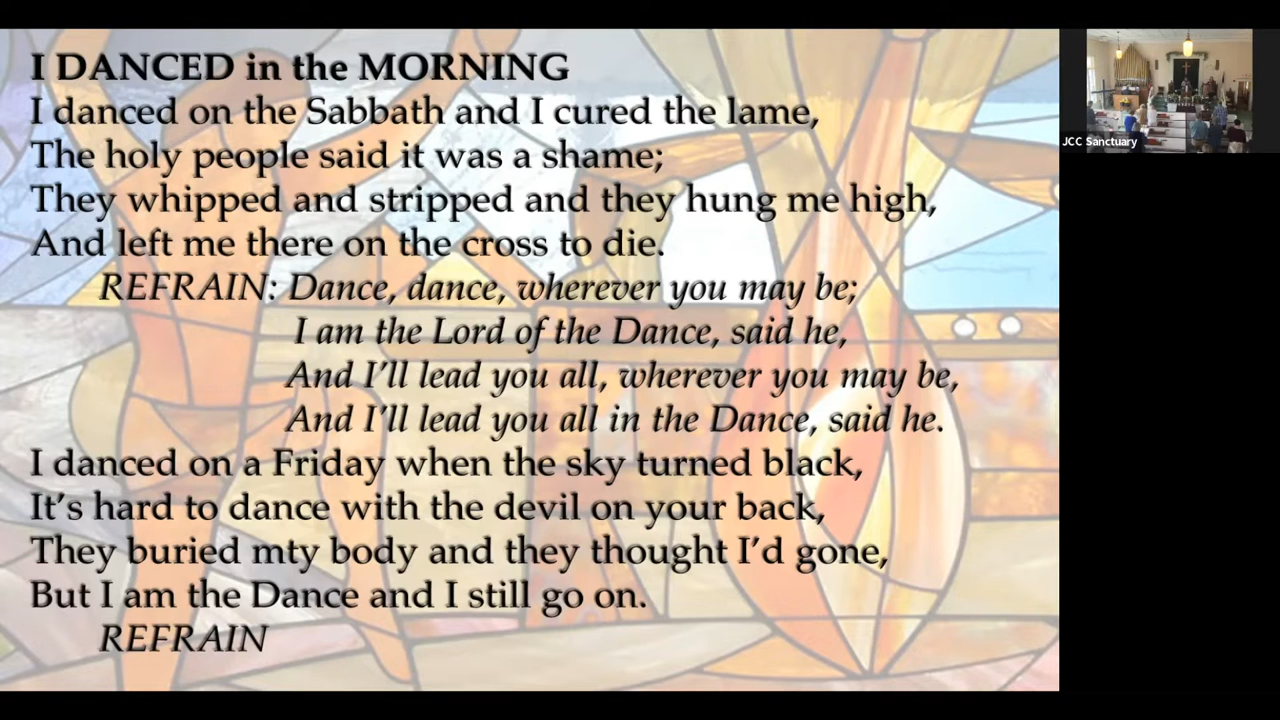 I DANCED in the MORNING
I danced on the Sabbath and I cured the lame,
The holy people said it was a shame;
They whipped and stripped and they hung me high,
And left me there on the cross to die.
REFRAIN: Dance, dance, wherever you may be;
I am the Lord of the Dance, said he,
And I'll lead you all, wherever you may be,
And I'll lead you all in the Dance, said he.
I danced on a Friday when the sky turned black,
It's hard to dance with the devil on your back,
They buried mty body and they thought I'd gone,
But I am the Dance and I still go on.
REFRAIN
JCC Sanctuary